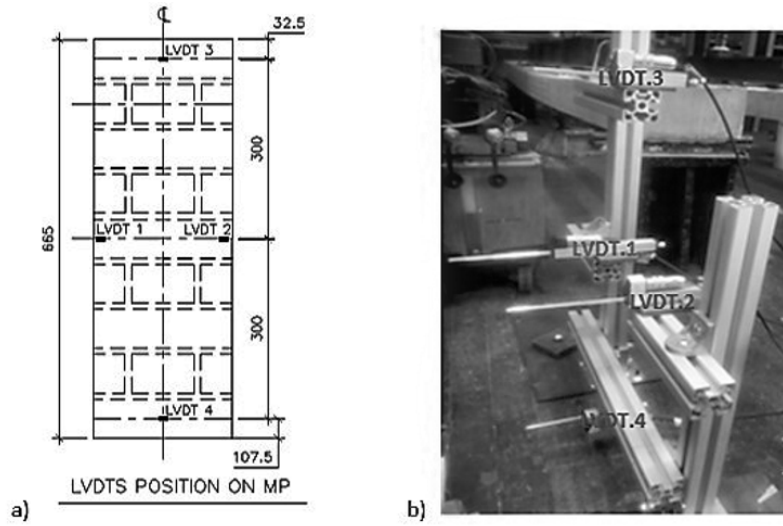 ℄
32.5
LVDT 3
300
665
LVDT 1
LVDT 2
300
LVDT 4
107.5
LVDTS POSITION ON MP
a)
LVDT.3
LVDT.1
LVDT.2
LVDT.4
b)